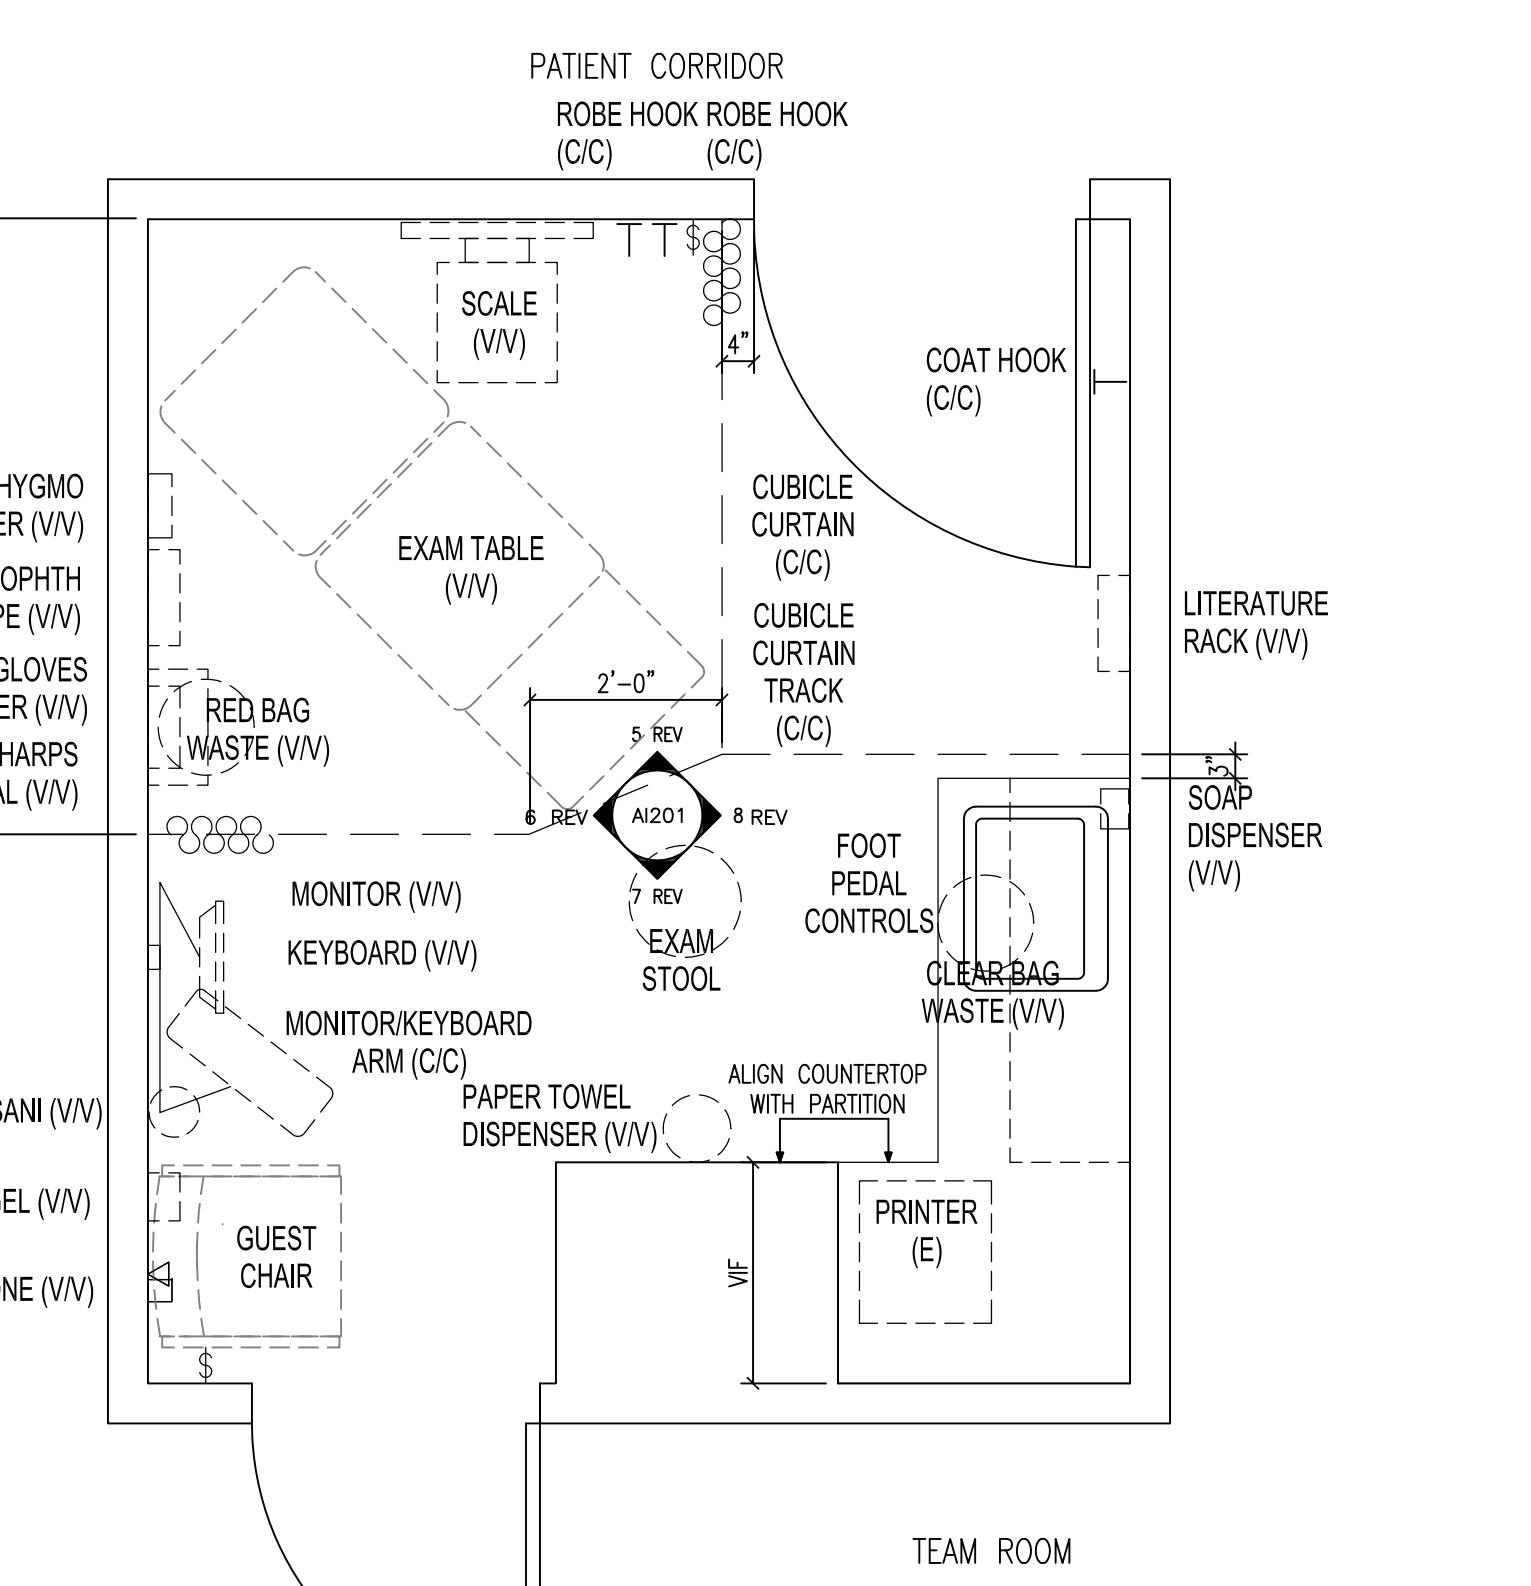 PATIENT CORRIDOR
ROBE HOOK ROBE HOOK
(C/C) (C/C)
$
SCALE
(V/V)
4"
COAT HOOK
(C/C)
HYGMO
ER (V/V)
OPHTH
PE (V/V)
GLOVES
ER (V/V)
HARPS
AL (V/V)
EXAM TABLE
(V/V)
CUBICLE
CURTAIN
(C/C)
CUBICLE
CURTAIN
TRACK
(C/C)
LITERATURE
RACK (V/V)
2'-0"
RED BAG
WASTE (V/V)
5 REV
6 REV
AI201
8 REV
7 REV
3"
SOAP
DISPENSER
(V/V)
FOOT
PEDAL
CONTROLS
MONITOR (V/V)
KEYBOARD (V/V)
EXAM
STOOL
CLEAR BAG
WASTE (V/V)
MONITOR/KEYBOARD
ARM (C/C)
ALIGN COUNTERTOP
WITH PARTITION
PAPER TOWEL
DISPENSER (V/V)
SANI (V/V)
GEL (V/V)
GUEST
CHAIR
PRINTER
(E)
VIF
ONE (V/V)
$
TEAM ROOM